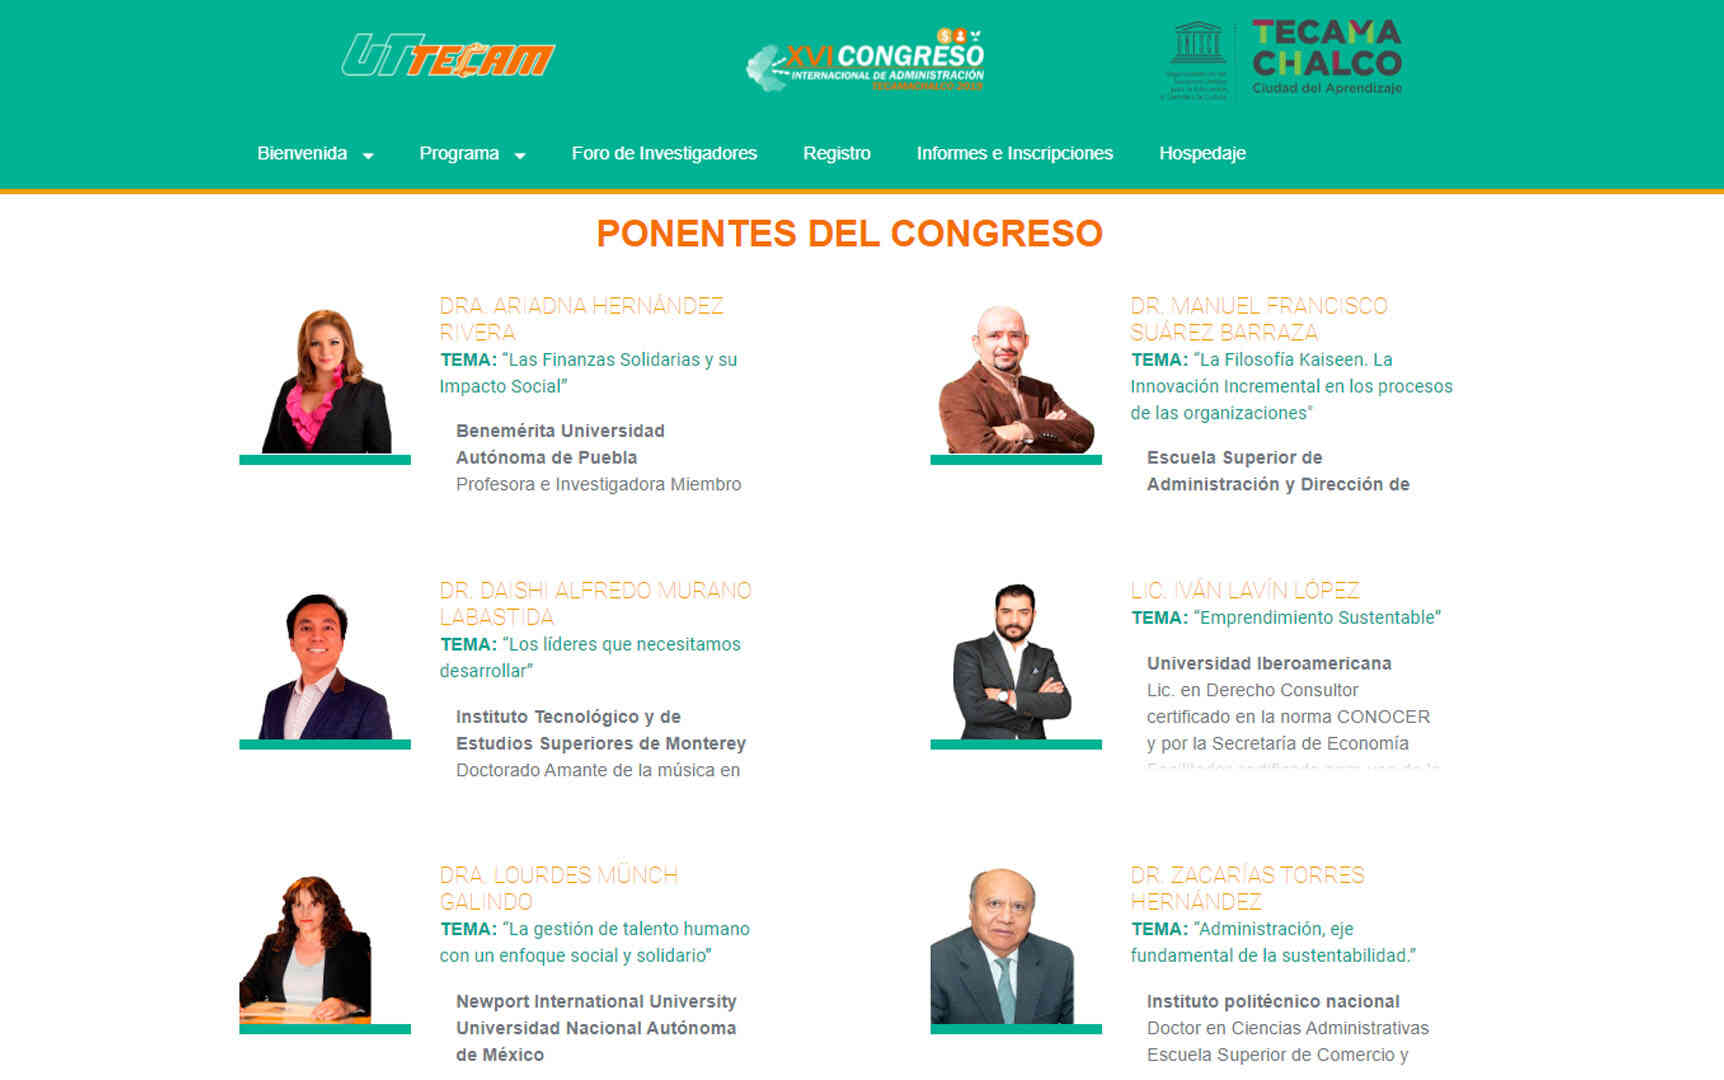 UTTECAM
XVI CONGRESO
INTERNACIONAL DE ADMINISTRACIÓN
TECAMACHALCO 2019
TECAMA
CHALCO
Ciudad del Aprendizaje
Bienvenida
Programa
Foro de Investigadores
Registro
Informes e Inscripciones
Hospedaje
PONENTES DEL CONGRESO
DRA. ARIADNA HERNÁNDEZ
RIVERA
TEMA: “Las Finanzas Solidarias y su
Impacto Social”
Benemérita Universidad
Autónoma de Puebla
Profesora e Investigadora Miembro
DR. MANUEL FRANCISCO
SUÁREZ BARRAZA
TEMA: “La Filosofía Kaiseen. La
Innovación Incremental en los procesos
de las organizaciones"
Escuela Superior de
Administración y Dirección de
DR. DAISHI ALFREDO MURANO
LABASTIDA
TEMA: “Los líderes que necesitamos
desarrollar”
Instituto Tecnológico y de
Estudios Superiores de Monterey
Doctorado Amante de la música en
LIC. IVÁN LAVÍN LÓPEZ
TEMA: “Emprendimiento Sustentable”
Universidad Iberoamericana
Lic. en Derecho Consultor
certificado en la norma CONOCER
y por la Secretaría de Economía
DRA. LOURDES MÜNCH
GALINDO
TEMA: “La gestión de talento humano
con un enfoque social y solidario”
Newport International University
Universidad Nacional Autónoma
de México
DR. ZACARÍAS TORRES
HERNÁNDEZ
TEMA: “Administración, eje
fundamental de la sustentabilidad.”
Instituto politécnico nacional
Doctor en Ciencias Administrativas
Escuela Superior de Comercio y